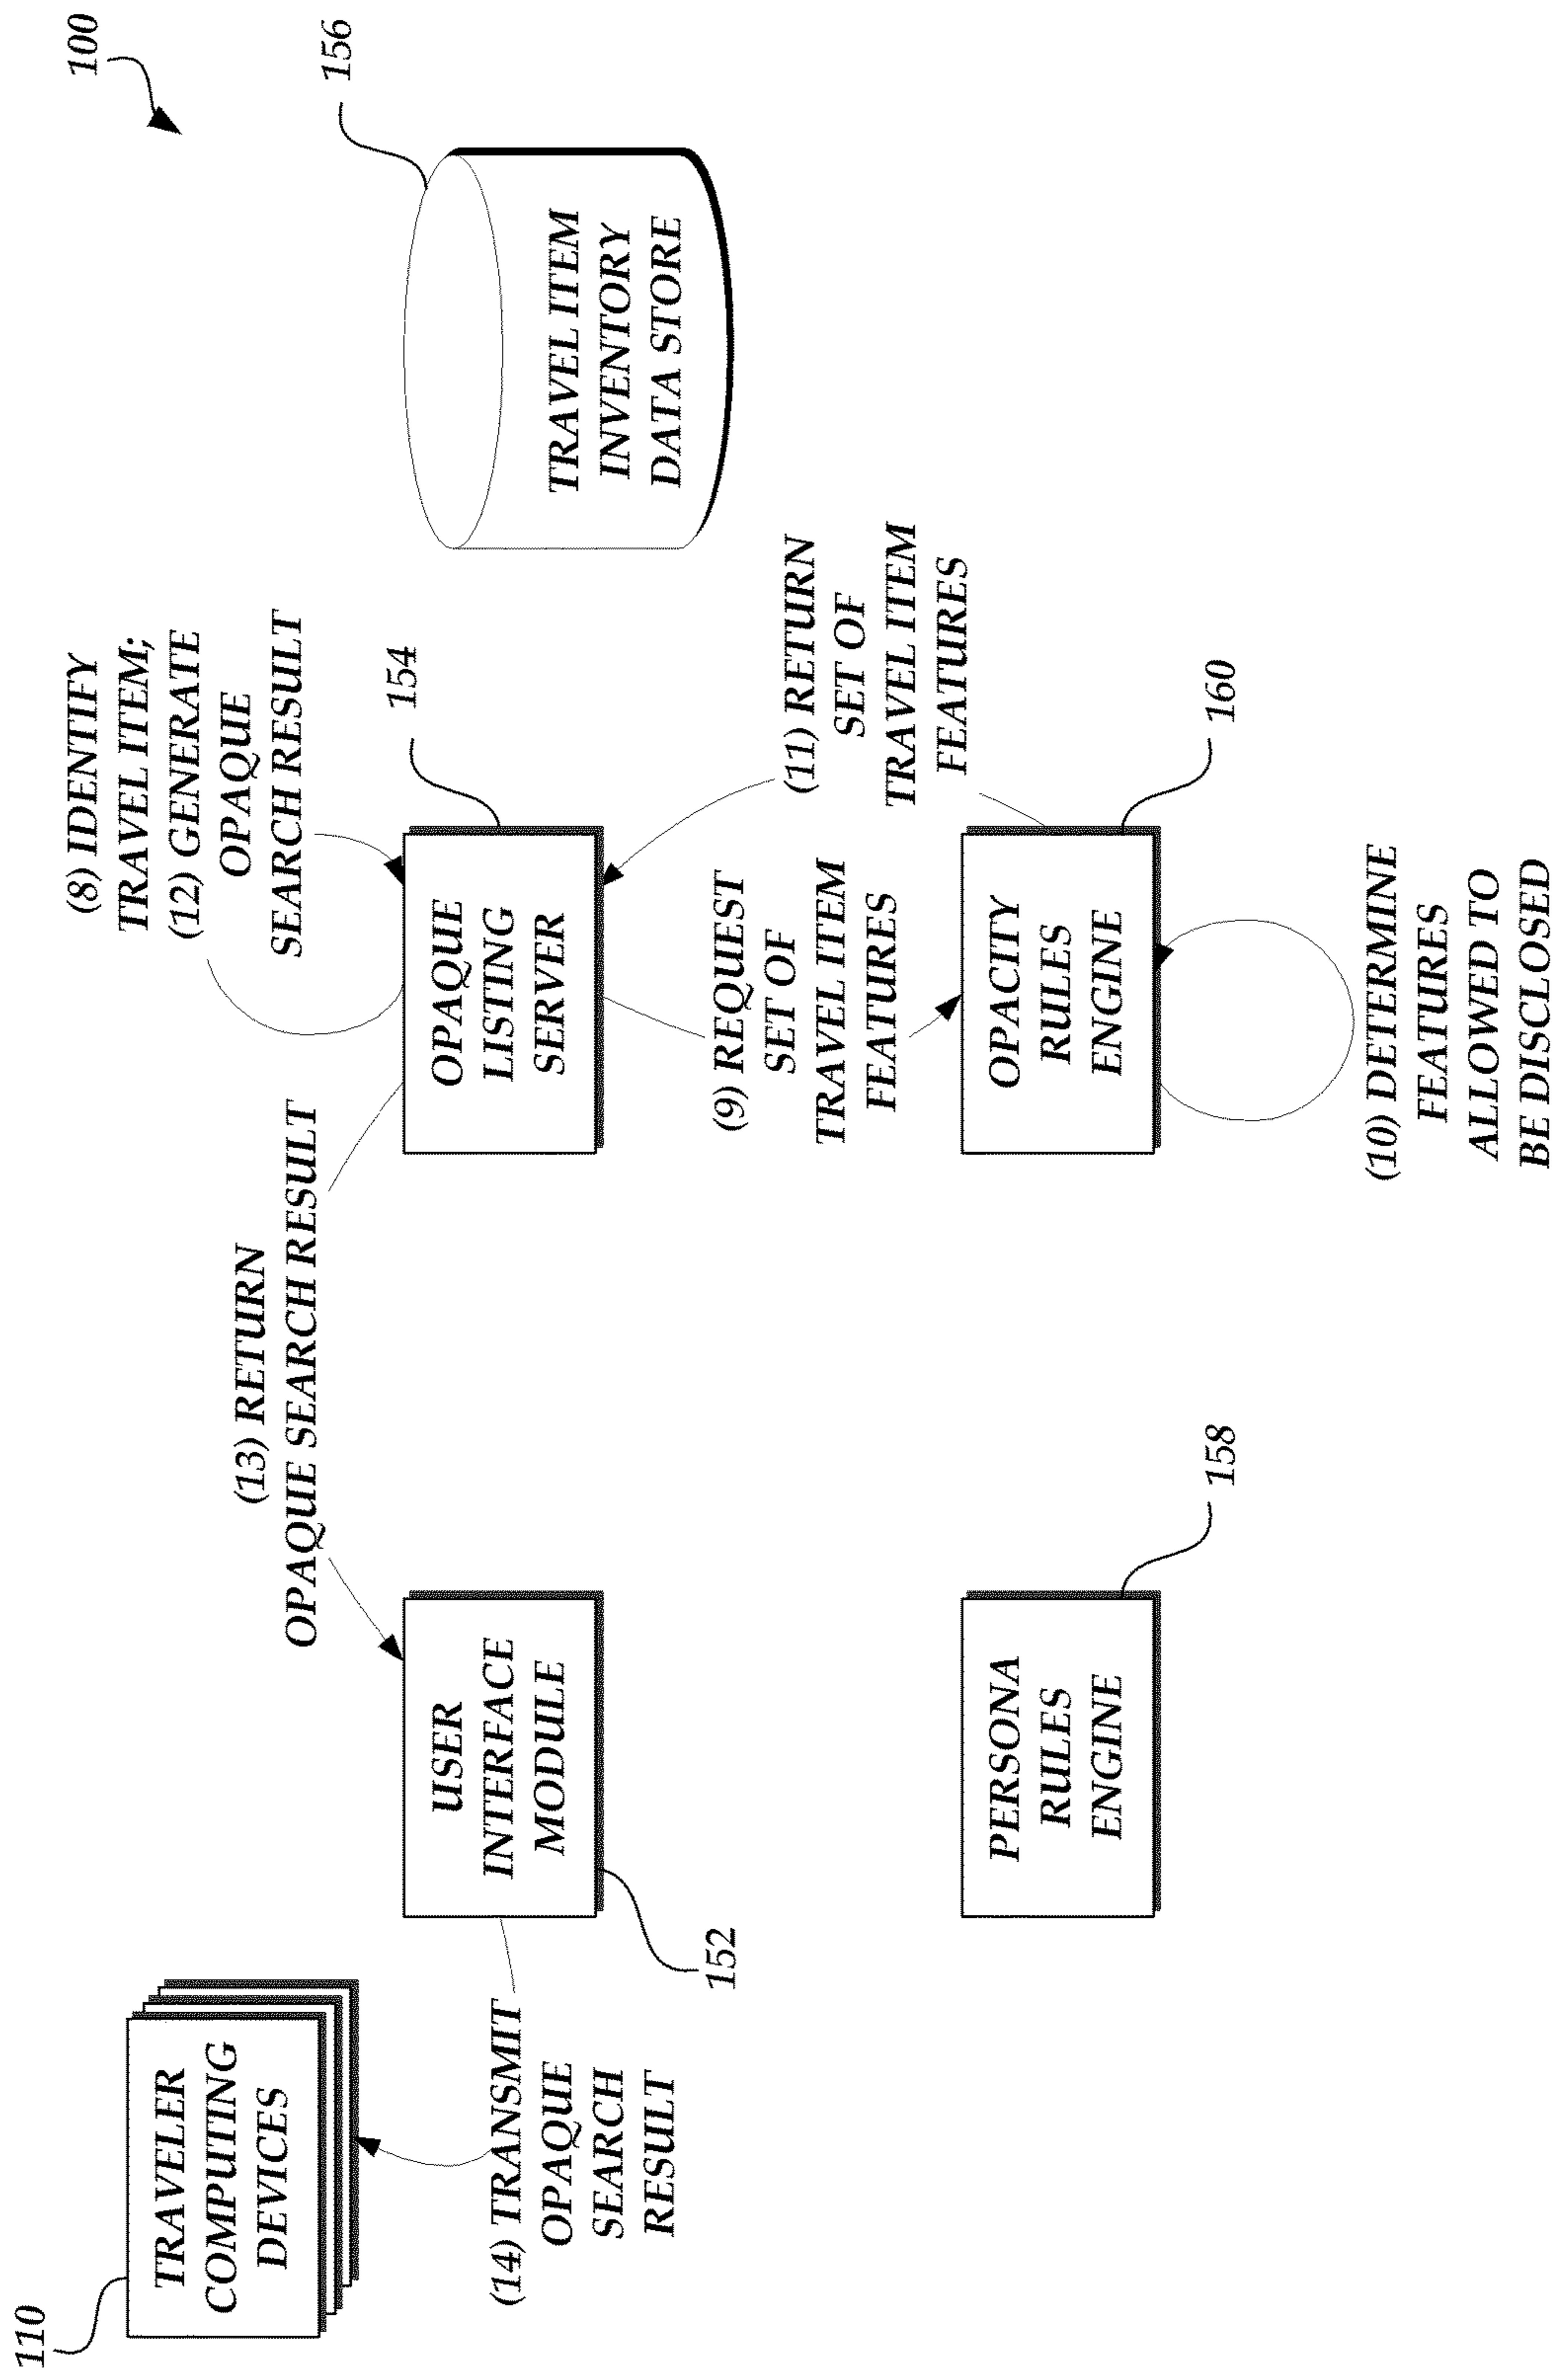 100
110
TRAVELER
COMPUTING
DEVICES
(14) TRANSMIT
OPAQUE
SEARCH
RESULT
USER
INTERFACE
MODULE
152
(13) RETURN
OPAQUE SEARCH RESULT
(8) IDENTIFY
TRAVEL ITEM;
(12) GENERATE
OPAQUE
SEARCH RESULT
154
OPAQUE
LISTING
SERVER
156
TRAVEL ITEM
INVENTORY
DATA STORE
(9) REQUEST
SET OF
TRAVEL ITEM
FEATURES
(11) RETURN
SET OF
TRAVEL ITEM
FEATURES
PERSONA
RULES
ENGINE
158
OPACITY
RULES
ENGINE
160
(10) DETERMINE
FEATURES
ALLOWED TO
BE DISCLOSED